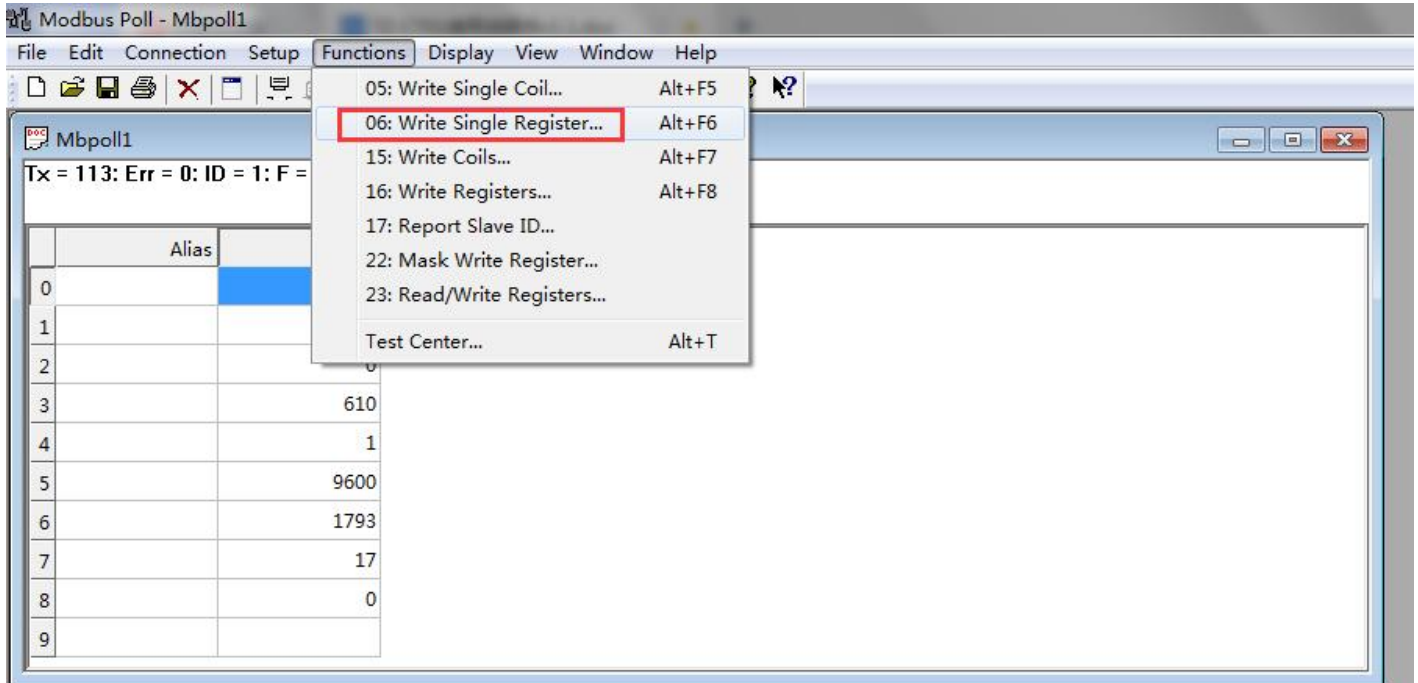 Modbus Poll - Mbpoll1
File Edit Connection Setup Functions Display View Window Help
05: Write Single Coil... Alt+F5
06: Write Single Register... Alt+F6
15: Write Coils... Alt+F7
16: Write Registers... Alt+F8
17: Report Slave ID...
22: Mask Write Register...
23: Read/Write Registers...
Test Center... Alt+T
Mbpoll1
Tx = 113: Err = 0: ID = 1: F =
Alias
0
1
2 0
3 610
4 1
5 9600
6 1793
7 17
8 0
9